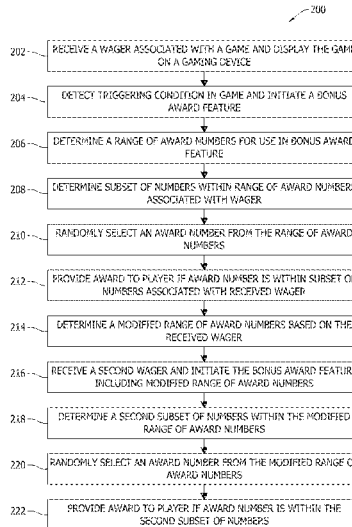 200
202
RECEIVE A WAGER ASSOCIATED WITH A GAME AND DISPLAY THE GAM
ON A GAMING DEVICE
204
DETECT TRIGGERING CONDITION IN GAME AND INITIATE A BONUS
AWARD FEATURE
206
DETERMINE A RANGE OF AWARD NUMBERS FOR USE IN BONUS AWARD
FEATURE
208
DETERMINE SUBSET OF NUMBERS WITHIN RANGE OF AWARD NUMBERS
ASSOCIATED WITH WAGER
210
RANDOMLY SELECT AN AWARD NUMBER FROM THE RANGE OF AWARD
NUMBERS
212
PROVIDE AWARD TO PLAYER IF AWARD NUMBER IS WITHIN SUBSET OF
NUMBERS ASSOCIATED WITH RECEIVED WAGER
214
DETERMINE A MODIFIED RANGE OF AWARD NUMBERS BASED ON THE
RECEIVED WAGER
216
RECEIVE A SECOND WAGER AND INITIATE THE BONUS AWARD FEATUR
INCLUDING MODIFIED RANGE OF AWARD NUMBERS
218
DETERMINE A SECOND SUBSET OF NUMBERS WITHIN THE MODIFIED
RANGE OF AWARD NUMBERS
220
RANDOMLY SELECT AN AWARD NUMBER FROM THE MODIFIED RANGE OF
AWARD NUMBERS
222
PROVIDE AWARD TO PLAYER IF AWARD NUMBER IS WITHIN THE
SECOND SUBSET OF NUMBERS